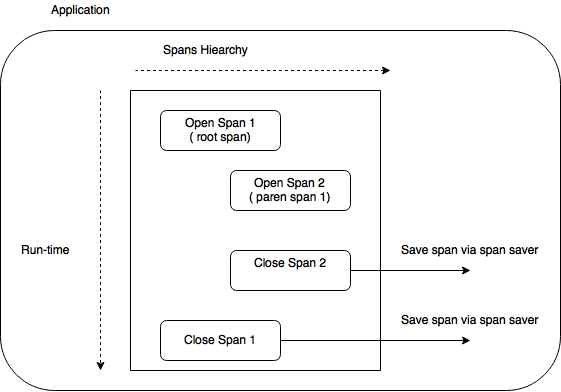 Application
Spans Hiearchy
Open Span 1
( root span)
Open Span 2
( paren span 1)
Run-time
Close Span 2
Save span via span saver
Close Span 1
Save span via span saver